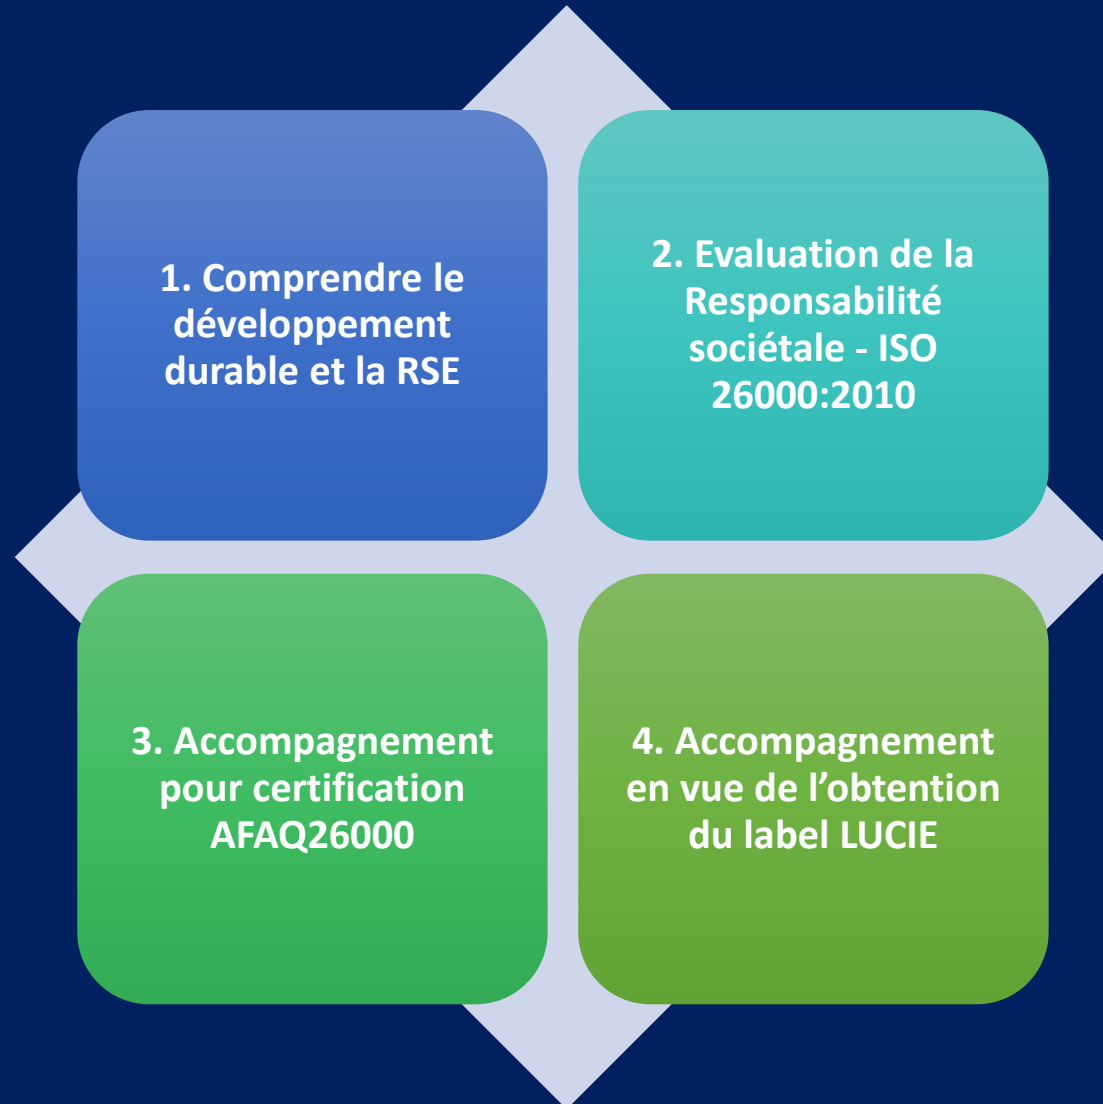 1. Comprendre le
développement
durable et la RSE
2. Evaluation de la
Responsabilité
sociétale - ISO
26000:2010
3. Accompagnement
pour certification
AFAQ26000
4. Accompagnement
en vue de l’obtention
du label LUCIE